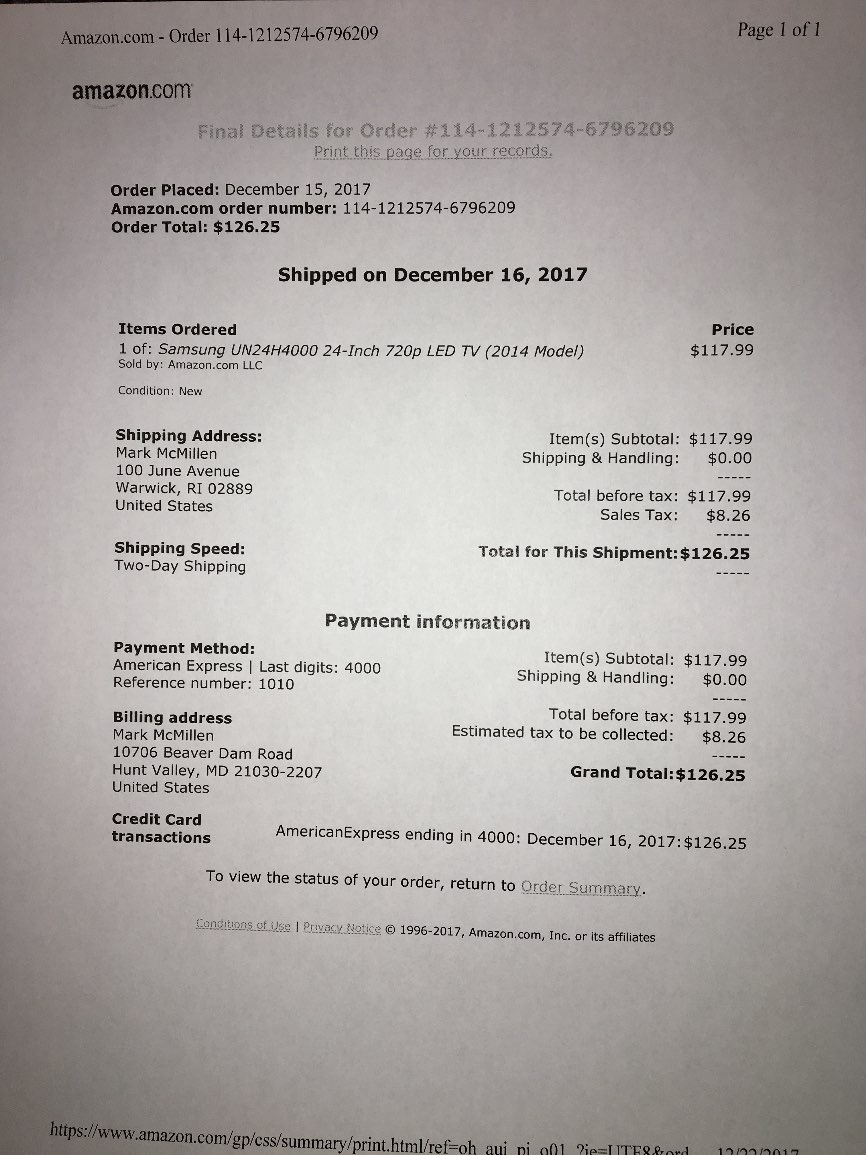 Amazon.com - Order 114-1212574-6796209
Page 1 of 1
amazon.com
Final Details for Order #114-1212574-6796209
Print this page for your records.
Order Placed: December 15, 2017
Amazon.com order number: 114-1212574-6796209
Order Total: $126.25
Shipped on December 16, 2017
Items Ordered Price
1 of: Samsung UN24H4000 24-Inch 720p LED TV (2014 Model) $117.99
Sold by: Amazon.com LLC
Condition: New
Shipping Address:
Mark McMillen
100 June Avenue
Warwick, RI 02889
United States
Item(s) Subtotal: $117.99
Shipping & Handling: $0.00
-----
Total before tax: $117.99
Sales Tax: $8.26
-----
Shipping Speed:
Two-Day Shipping
Total for This Shipment: $126.25
-----
Payment information
Payment Method:
American Express | Last digits: 4000
Reference number: 1010
Item(s) Subtotal: $117.99
Shipping & Handling: $0.00
-----
Billing address
Mark McMillen
10706 Beaver Dam Road
Hunt Valley, MD 21030-2207
United States
Total before tax: $117.99
Estimated tax to be collected: $8.26
-----
Grand Total: $126.25
Credit Card
transactions
AmericanExpress ending in 4000: December 16, 2017: $126.25
To view the status of your order, return to Order Summary.
Conditions of Use | Privacy Notice © 1996-2017, Amazon.com, Inc. or its affiliates
https://www.amazon.com/gp/css/summary/print.html/ref=oh_aui_pi_o01_?ie=UTF8&ord... 12/22/2017